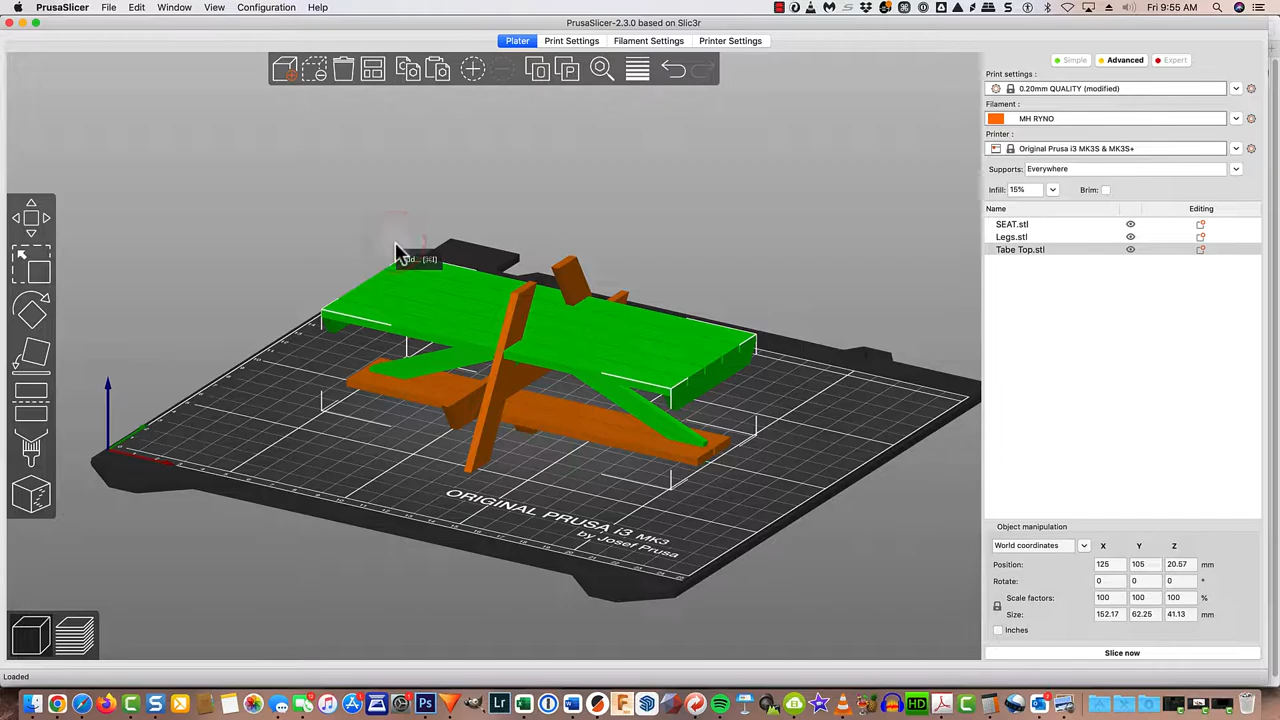 PrusaSlicer File Edit Window View Configuration Help
Fri 9:55 AM
PrusaSlicer-2.3.0 based on Slic3r
Plater Print Settings Filament Settings Printer Settings
Simple Advanced Expert
Print settings :
0.20mm QUALITY (modified)
Filament :
MH RYNO
Printer :
Original Prusa i3 MK3S & MK3S+
Supports: Everywhere
Infill: 15% Brim:
Name Editing
SEAT.stl
Legs.stl
Tabe Top.stl
ORIGINAL PRUSA i3 MK3
by Josef Prusa
Object manipulation
World coordinates X Y Z
Position: 125 105 20.57 mm
Rotate: 0 0 0 °
Scale factors: 100 100 100 %
Size: 152.17 62.25 41.13 mm
Inches
Slice now
Loaded